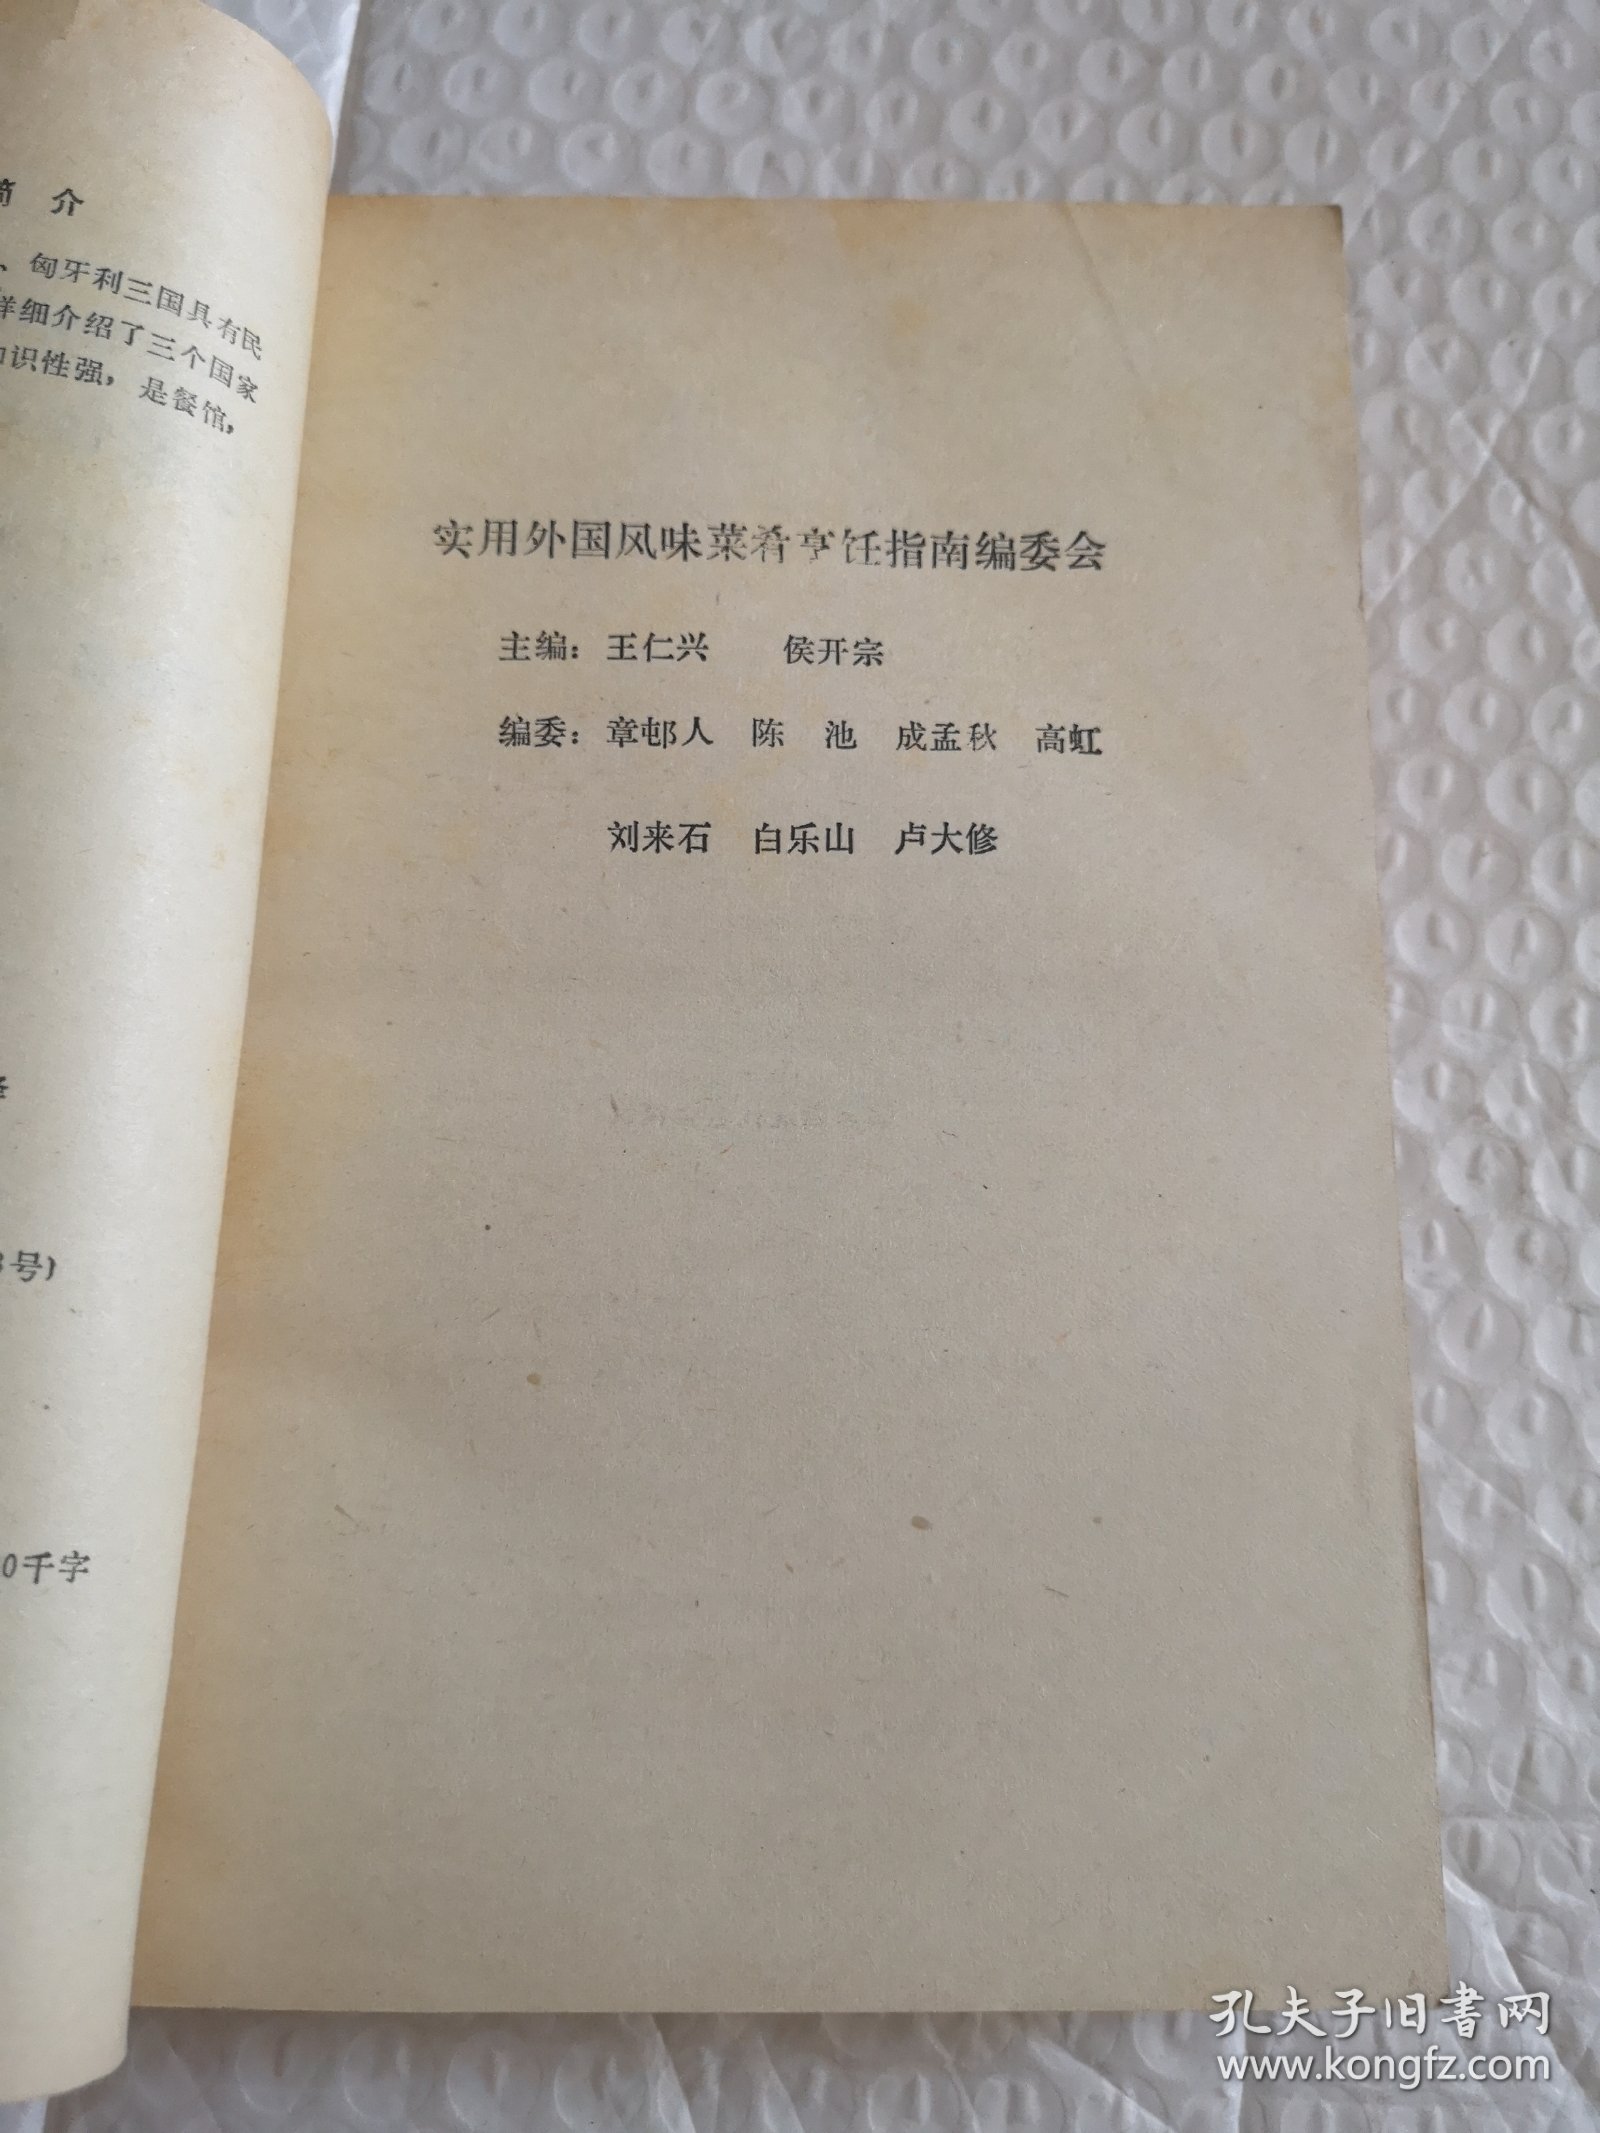 简介
、匈牙利三国具有民
详细介绍了三个国家
识性强，是餐馆，
号)
0千字
实用外国风味菜肴亨饪指南编委会
主编：王仁兴 侯开宗
编委：章邨人 陈 池 成孟秋 高虹
刘来石 白乐山 卢大修
孔夫子旧書网
www.kongfz.com